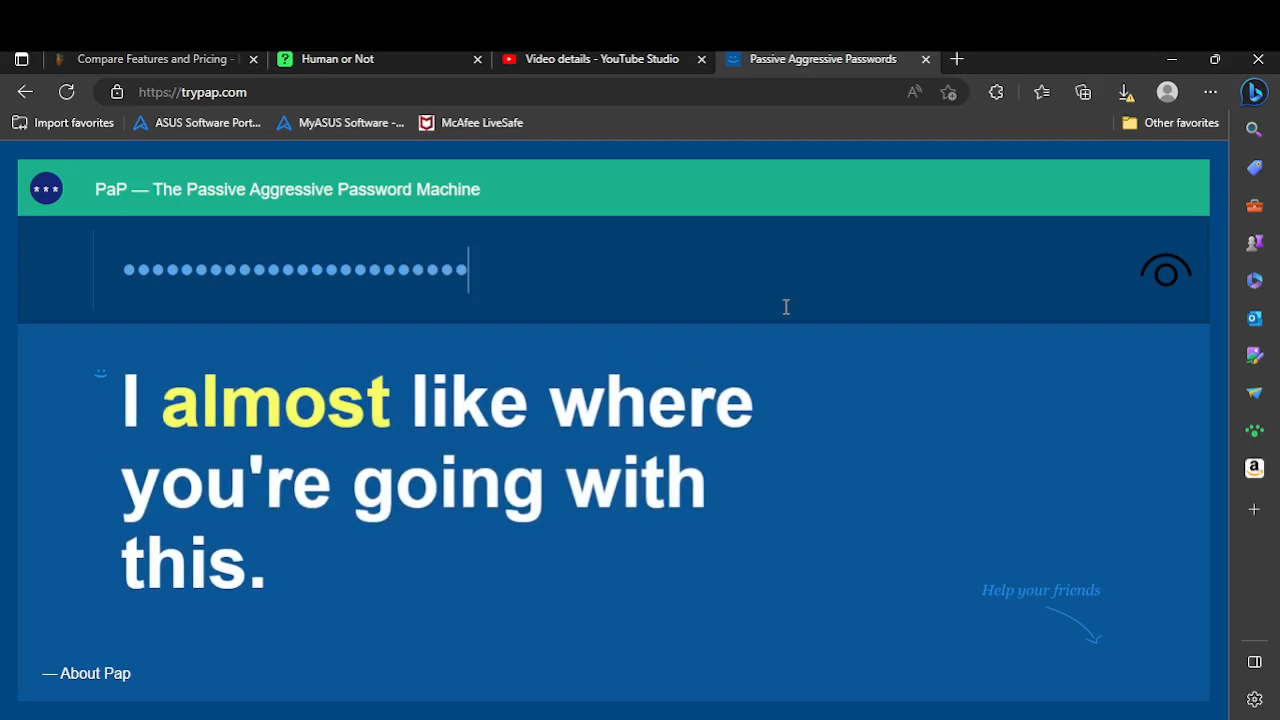 Compare Features and Pricing -
Human or Not
Video details - YouTube Studio
Passive Aggressive Passwords
https://trypap.com
Import favorites
ASUS Software Port...
MyASUS Software -...
McAfee LiveSafe
Other favorites
PaP — The Passive Aggressive Password Machine
I almost like where
you're going with
this.
Help your friends
— About Pap